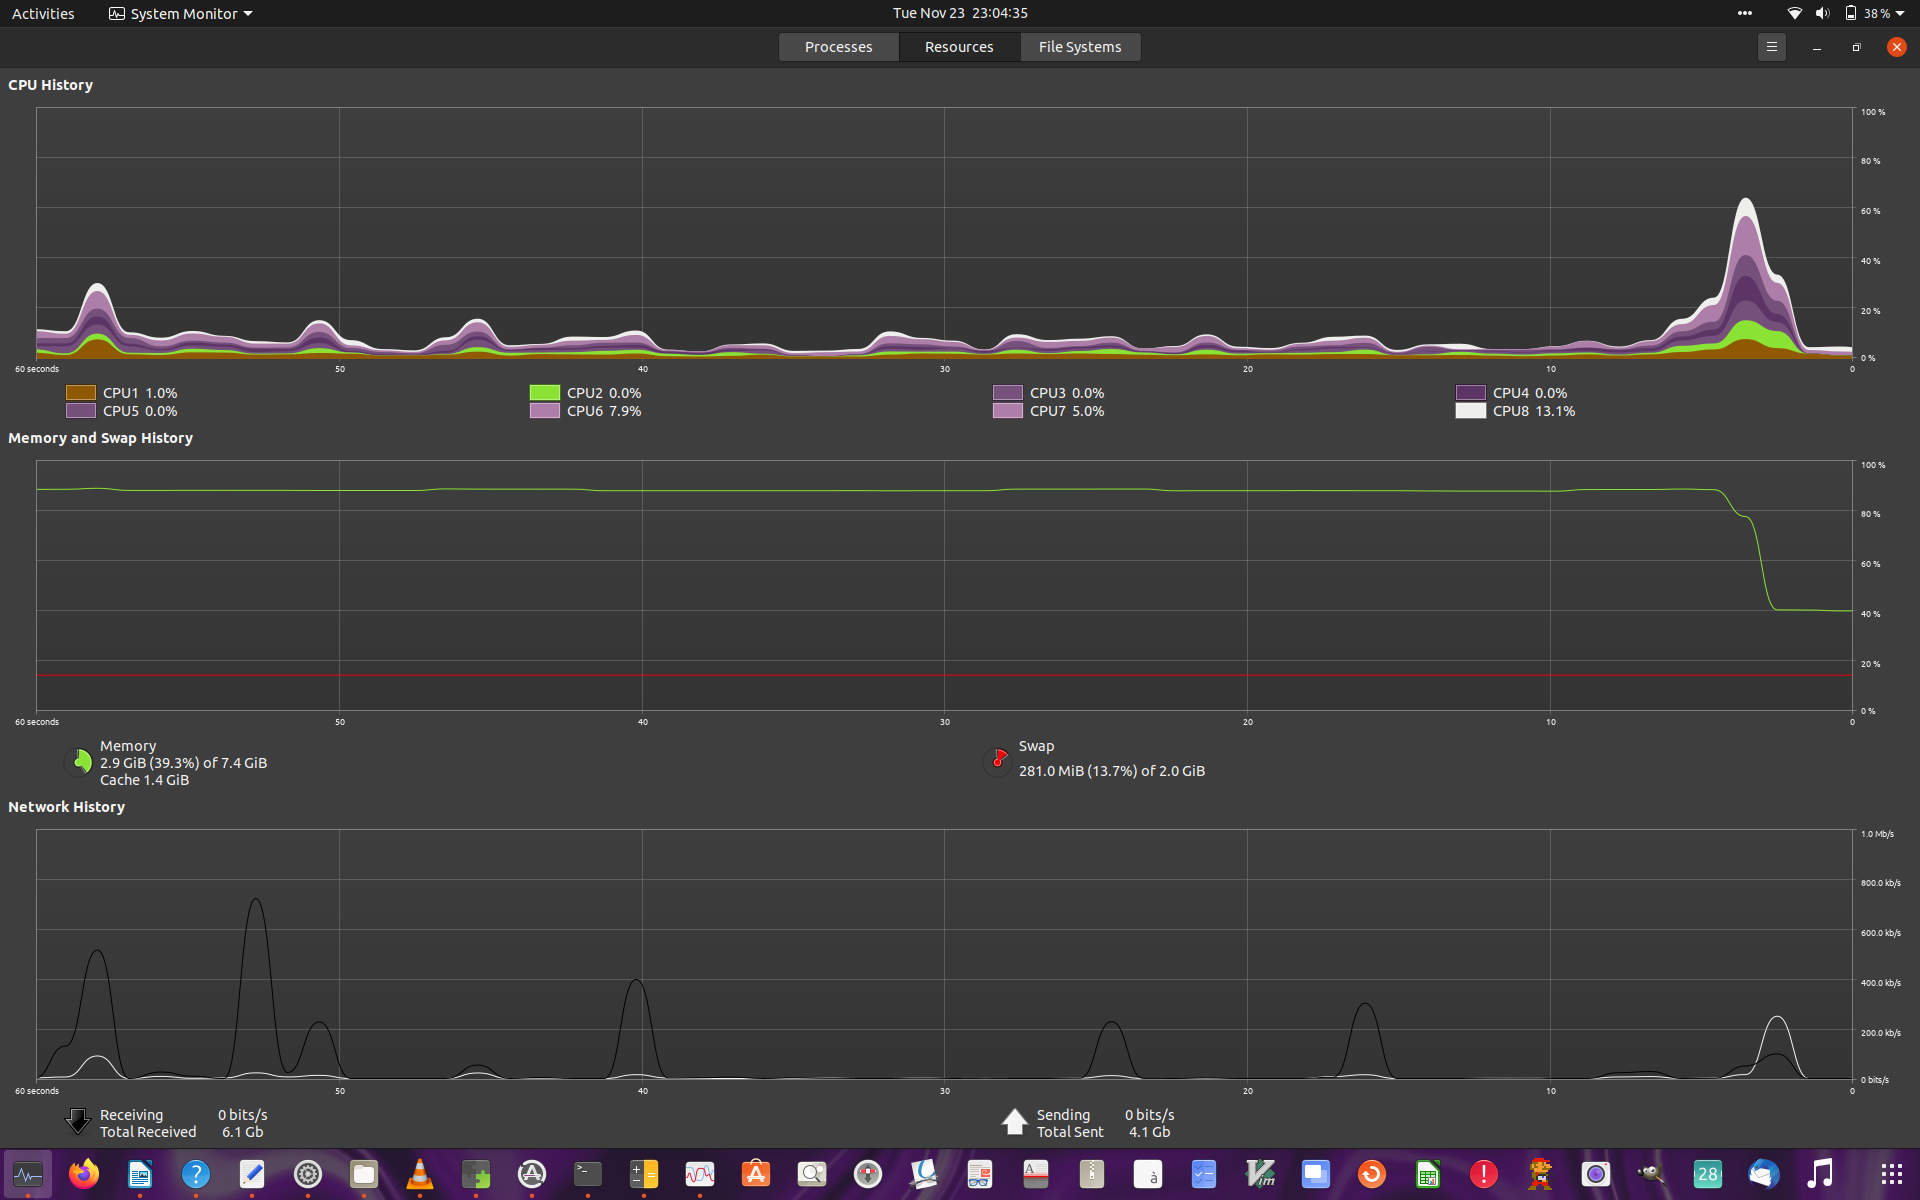 Activities System Monitor Tue Nov 23 23:04:35 38 %
Processes Resources File Systems
CPU History
100 %
80 %
60 %
40 %
20 %
0 %
60 seconds 50 40 30 20 10 0
CPU1 1.0% CPU2 0.0% CPU3 0.0% CPU4 0.0%
CPU5 0.0% CPU6 7.9% CPU7 5.0% CPU8 13.1%
Memory and Swap History
100 %
80 %
60 %
40 %
20 %
0 %
60 seconds 50 40 30 20 10 0
Memory
2.9 GiB (39.3%) of 7.4 GiB
Cache 1.4 GiB
Swap
281.0 MiB (13.7%) of 2.0 GiB
Network History
1.0 Mb/s
800.0 kb/s
600.0 kb/s
400.0 kb/s
200.0 kb/s
0 bits/s
60 seconds 50 40 30 20 10 0
Receiving 0 bits/s
Total Received 6.1 Gb
Sending 0 bits/s
Total Sent 4.1 Gb
? >_ A à Vim ! 28